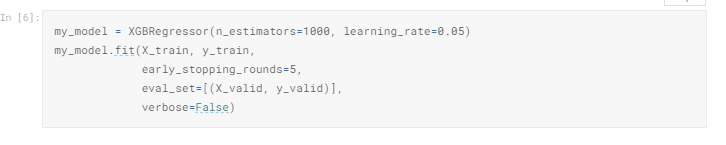 In [6]:
my_model = XGBRegressor(n_estimators=1000, learning_rate=0.05)
my_model.fit(X_train, y_train,
             early_stopping_rounds=5,
             eval_set=[(X_valid, y_valid)],
             verbose=False)